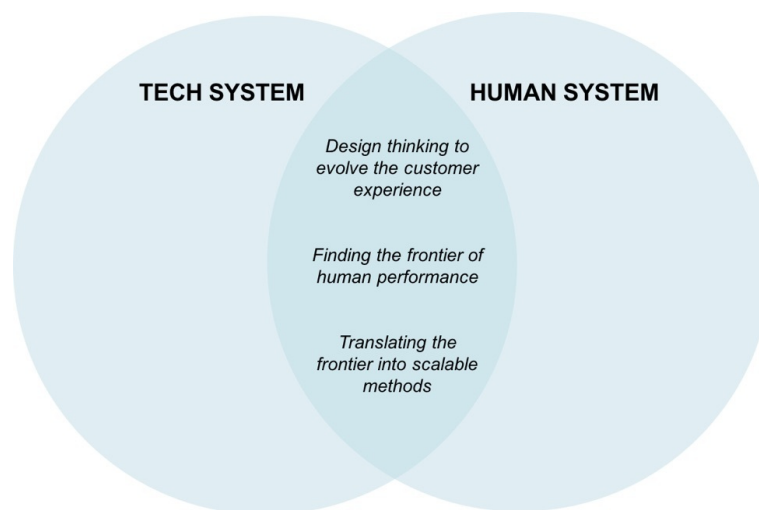 TECH SYSTEM
HUMAN SYSTEM
Design thinking to
evolve the customer
experience
Finding the frontier of
human performance
Translating the
frontier into scalable
methods